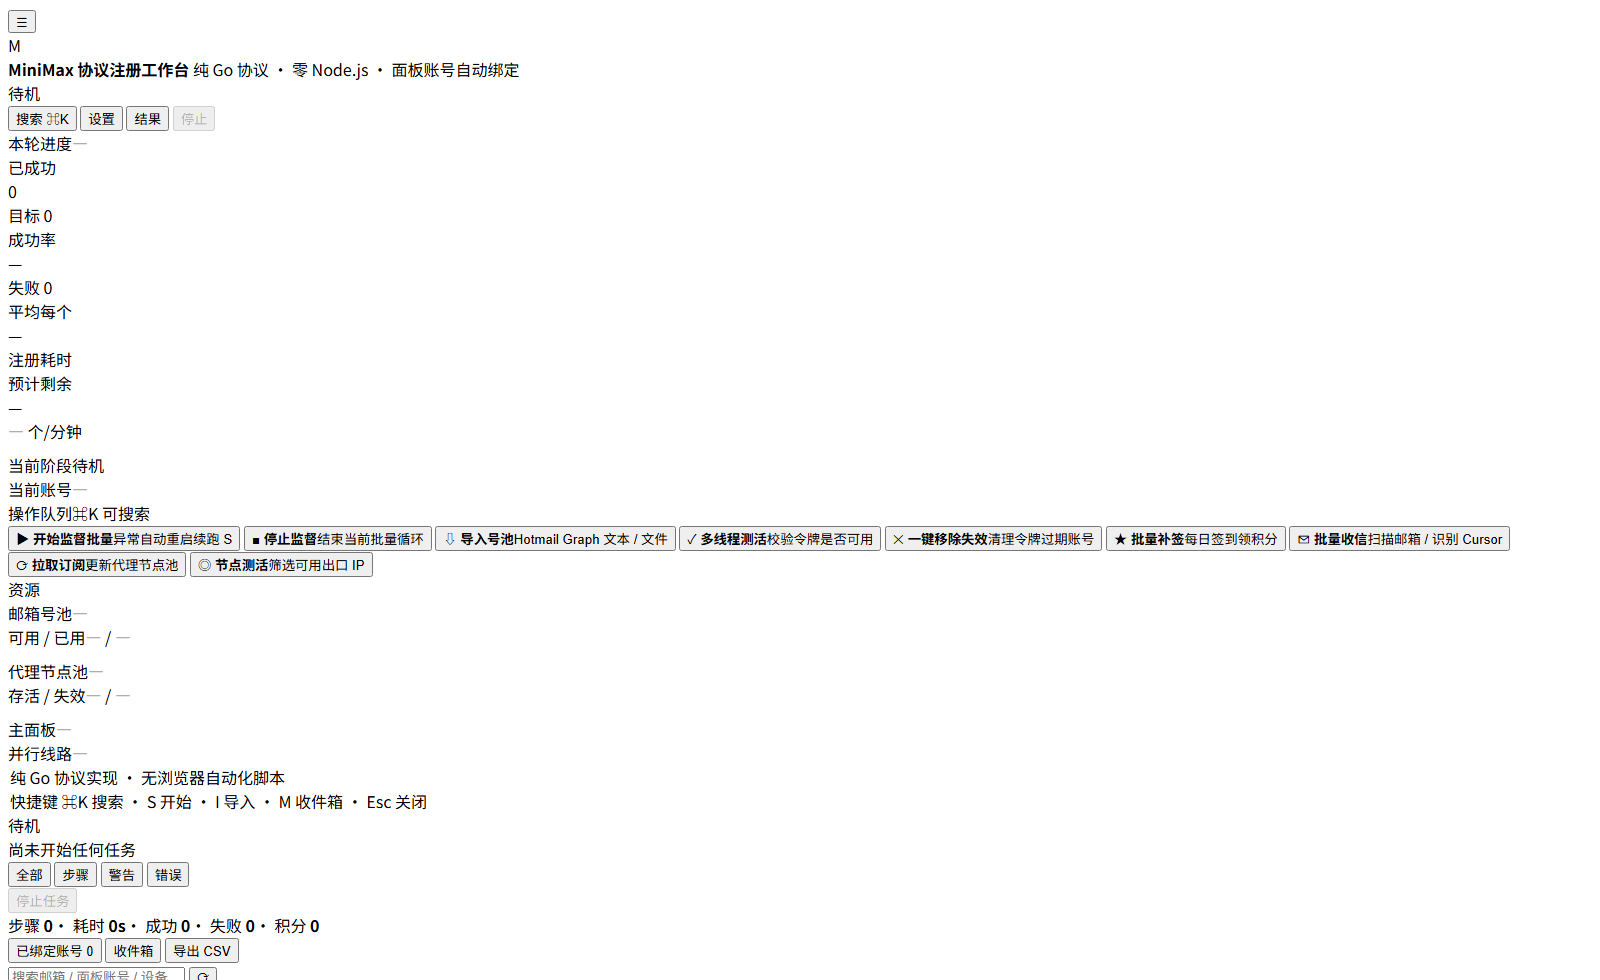 ☰
M
MiniMax 协议注册工作台 纯 Go 协议 · 零 Node.js · 面板账号自动绑定
待机
搜索 ⌘K 设置 结果 停止
本轮进度—
已成功
0
目标 0
成功率
—
失败 0
平均每个
—
注册耗时
预计剩余
—
— 个/分钟
当前阶段待机
当前账号—
操作队列⌘K 可搜索
▶ 开始监督批量异常自动重启续跑 S ■ 停止监督结束当前批量循环 ⇩ 导入号池Hotmail Graph 文本 / 文件 ✓ 多线程测活校验令牌是否可用 ✕ 一键移除失效清理令牌过期账号 ★ 批量补签每日签到领积分 ✉ 批量收信扫描邮箱 / 识别 Cursor
⟳ 拉取订阅更新代理节点池 ◎ 节点测活筛选可用出口 IP
资源
邮箱号池—
可用 / 已用— / —
代理节点池—
存活 / 失效— / —
主面板—
并行线路—
纯 Go 协议实现 · 无浏览器自动化脚本
快捷键 ⌘K 搜索 · S 开始 · I 导入 · M 收件箱 · Esc 关闭
待机
尚未开始任何任务
全部 步骤 警告 错误
停止任务
步骤 0· 耗时 0s· 成功 0· 失败 0· 积分 0
已绑定账号 0 收件箱 导出 CSV
搜索邮箱 / 面板账号 / 设备 ⟳